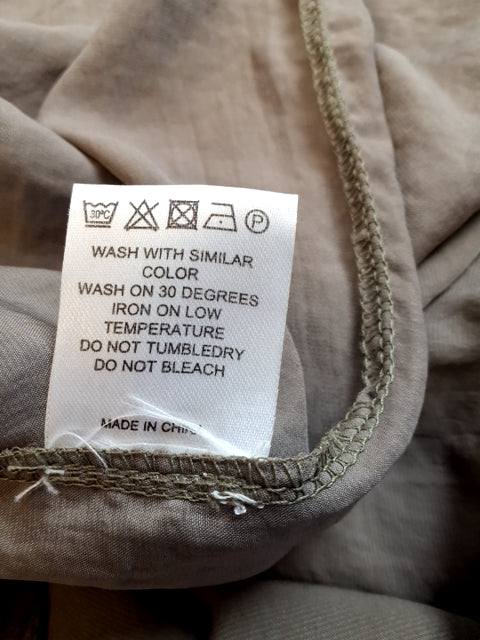 30°C P
WASH WITH SIMILAR
COLOR
WASH ON 30 DEGREES
IRON ON LOW
TEMPERATURE
DO NOT TUMBLEDRY
DO NOT BLEACH
MADE IN CHINA